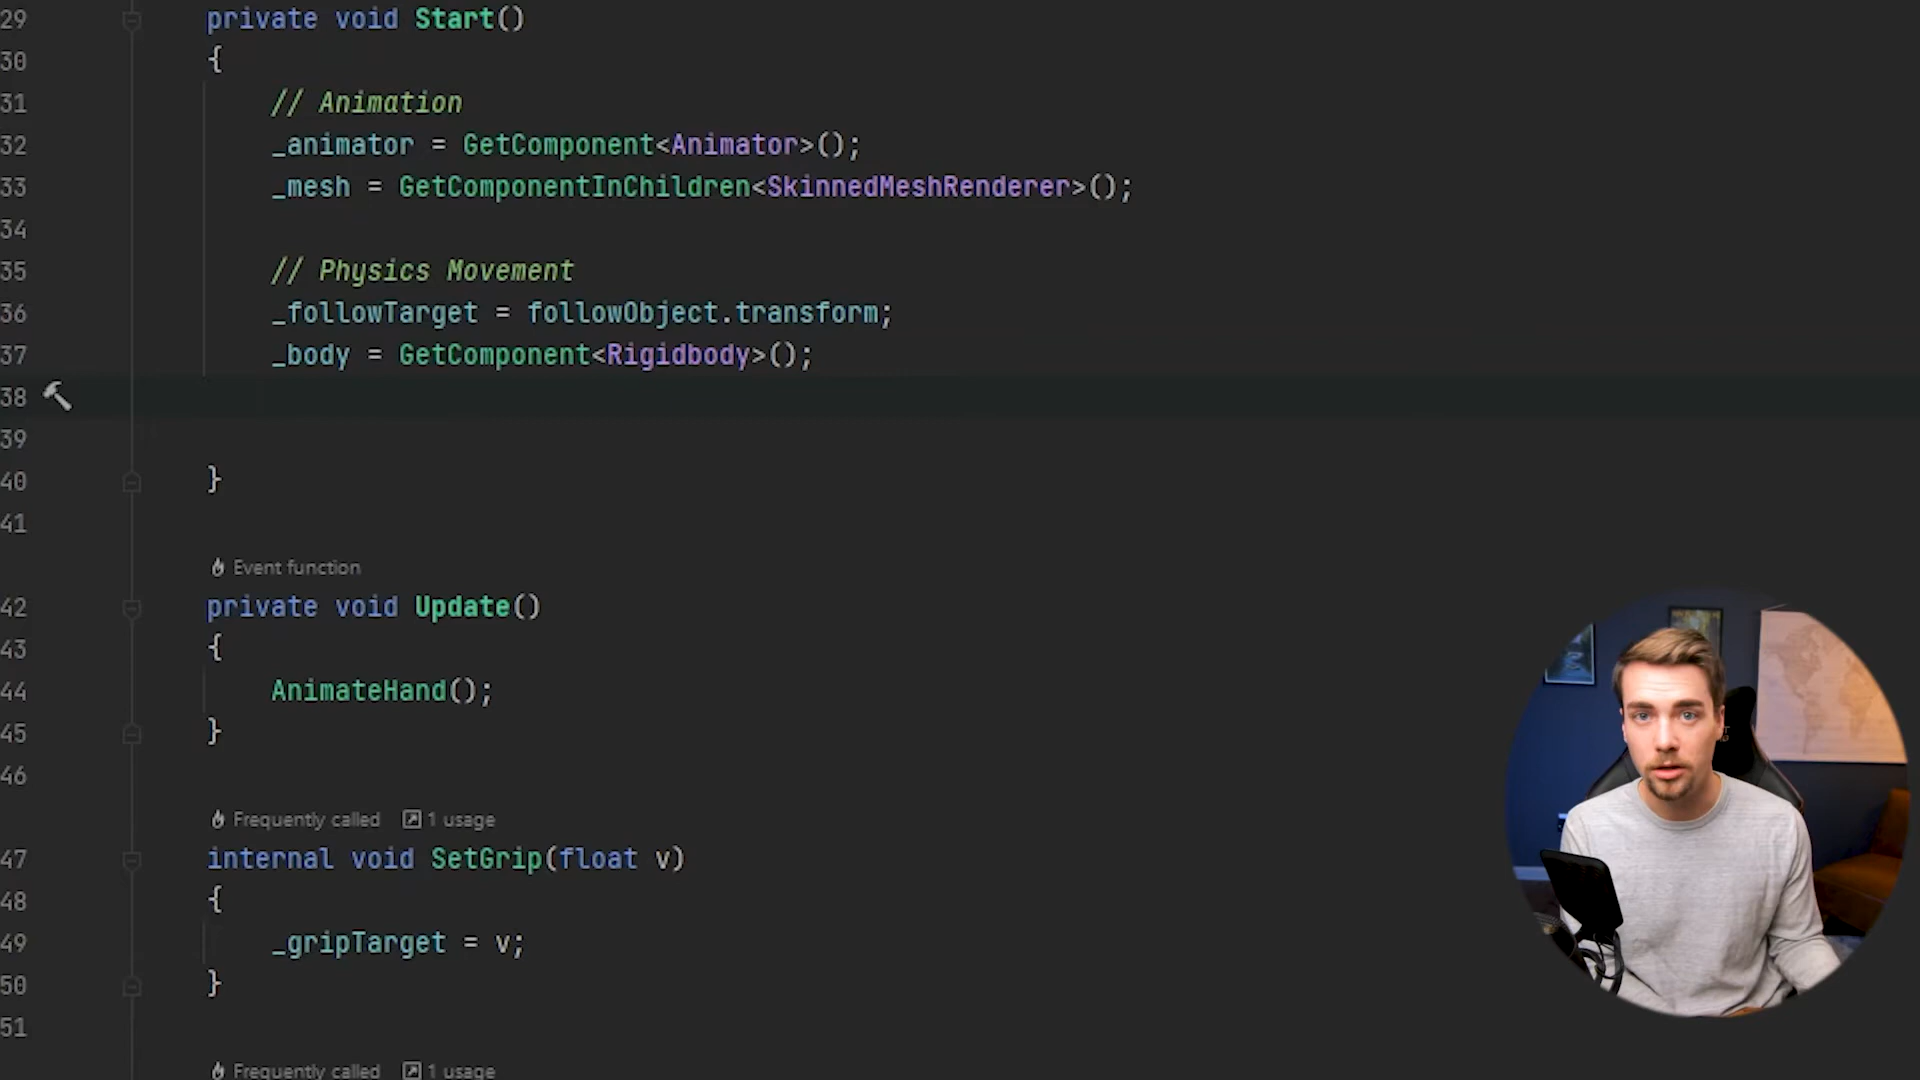 29 private void Start()
30 {
31 // Animation
32 _animator = GetComponent<Animator>();
33 _mesh = GetComponentInChildren<SkinnedMeshRenderer>();
34
35 // Physics Movement
36 _followTarget = followObject.transform;
37 _body = GetComponent<Rigidbody>();
38
39
40 }
41
Event function
42 private void Update()
43 {
44 AnimateHand();
45 }
46
Frequently called 1 usage
47 internal void SetGrip(float v)
48 {
49 _gripTarget = v;
50 }
51
Frequently called 1 usage